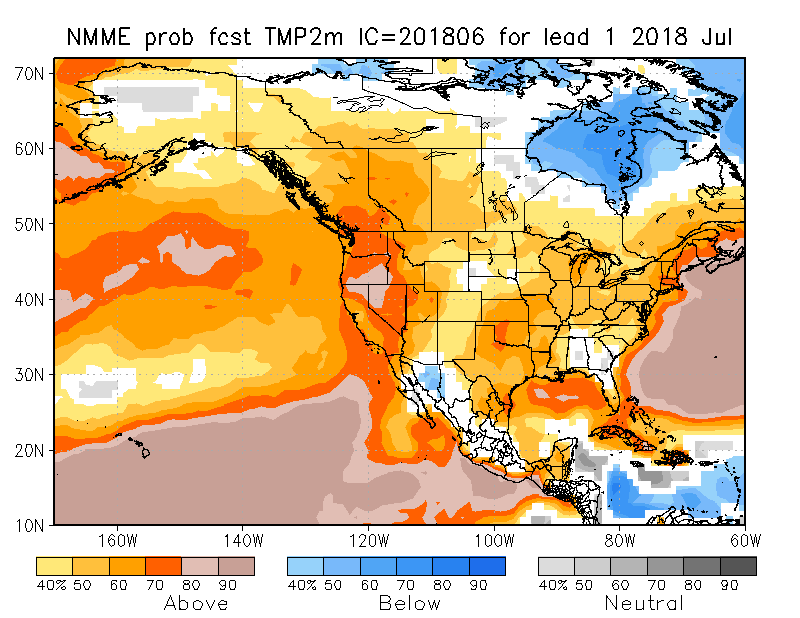 NMME prob fcst TMP2m IC=201806 for lead 1 2018 Jul
70N
60N
50N
40N
30N
20N
10N
160W 140W 120W 100W 80W 60W
40% 50 60 70 80 90 40% 50 60 70 80 90 40% 50 60 70 80 90
Above Below Neutral